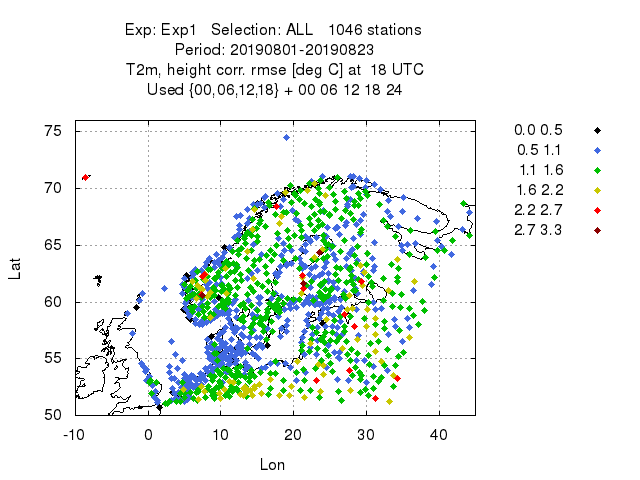 Exp: Exp1 Selection: ALL 1046 stations
Period: 20190801-20190823
T2m, height corr. rmse [deg C] at 18 UTC
Used {00,06,12,18} + 00 06 12 18 24
0.0 0.5
0.5 1.1
1.1 1.6
1.6 2.2
2.2 2.7
2.7 3.3
75
70
65
60
55
50
Lat
-10 0 10 20 30 40
Lon